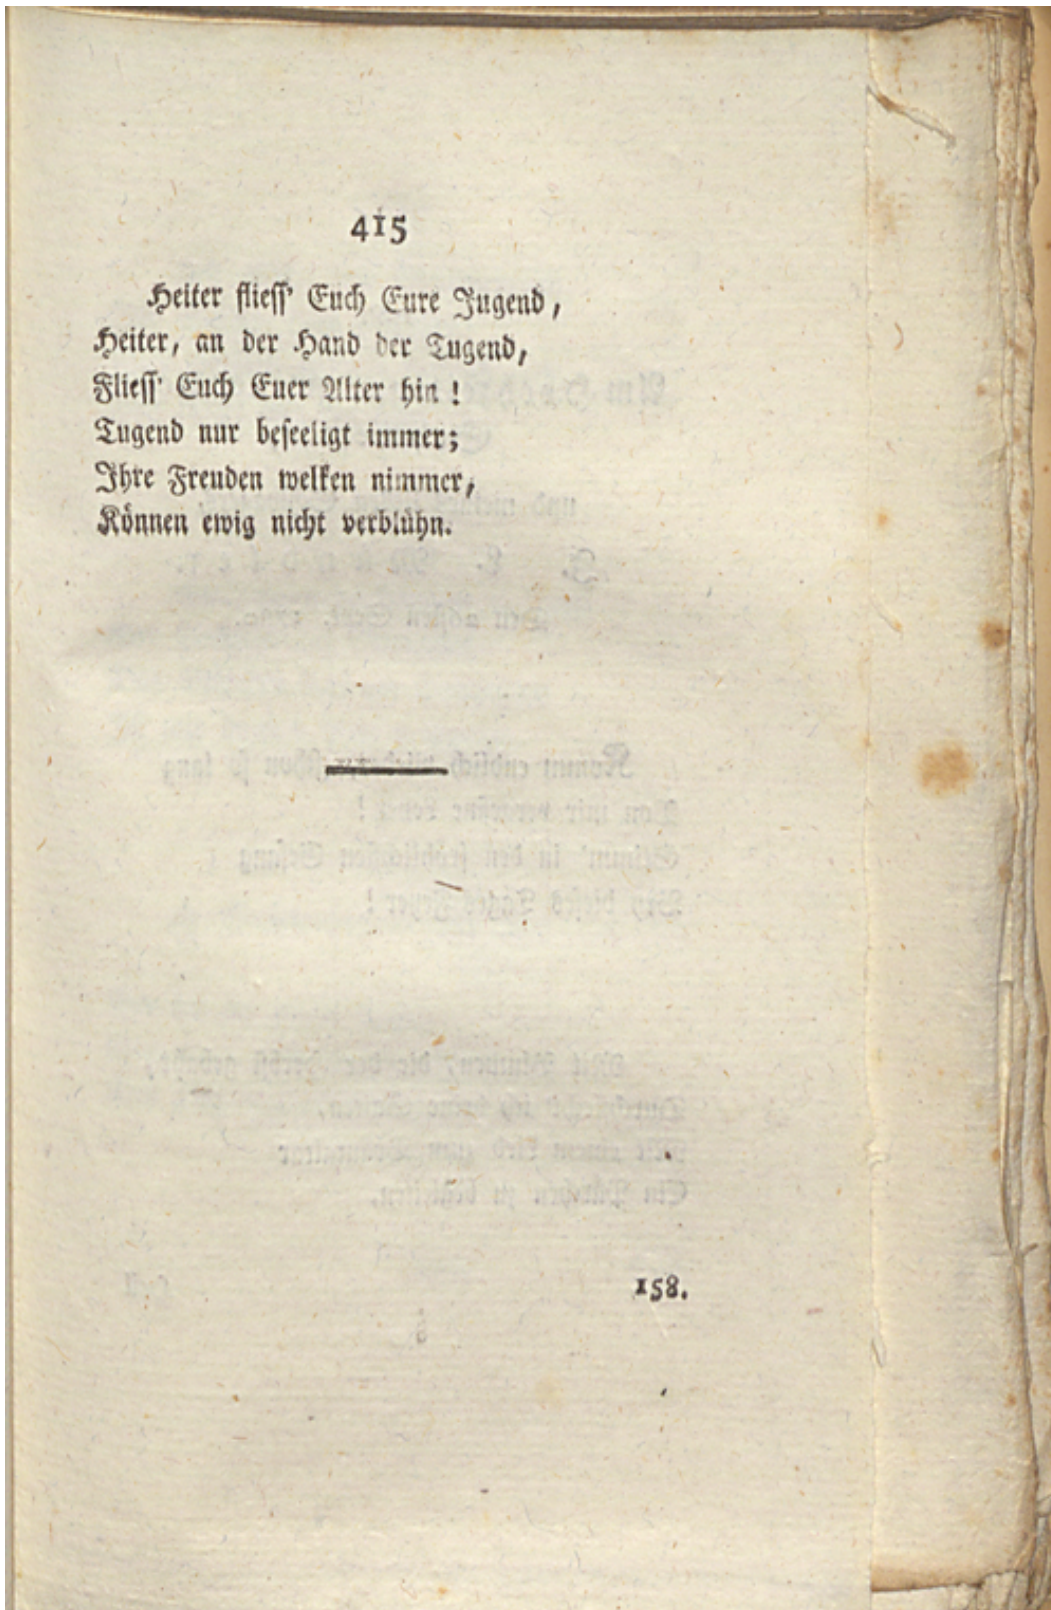 415
Heiter flieſſ' Euch Eure Jugend,
Heiter, an der Hand der Tugend,
Flieſſ' Euch Euer Alter hin!
Tugend nur beſeeligt immer;
Ihre Freuden welken nimmer,
Können ewig nicht verblühn.
158.